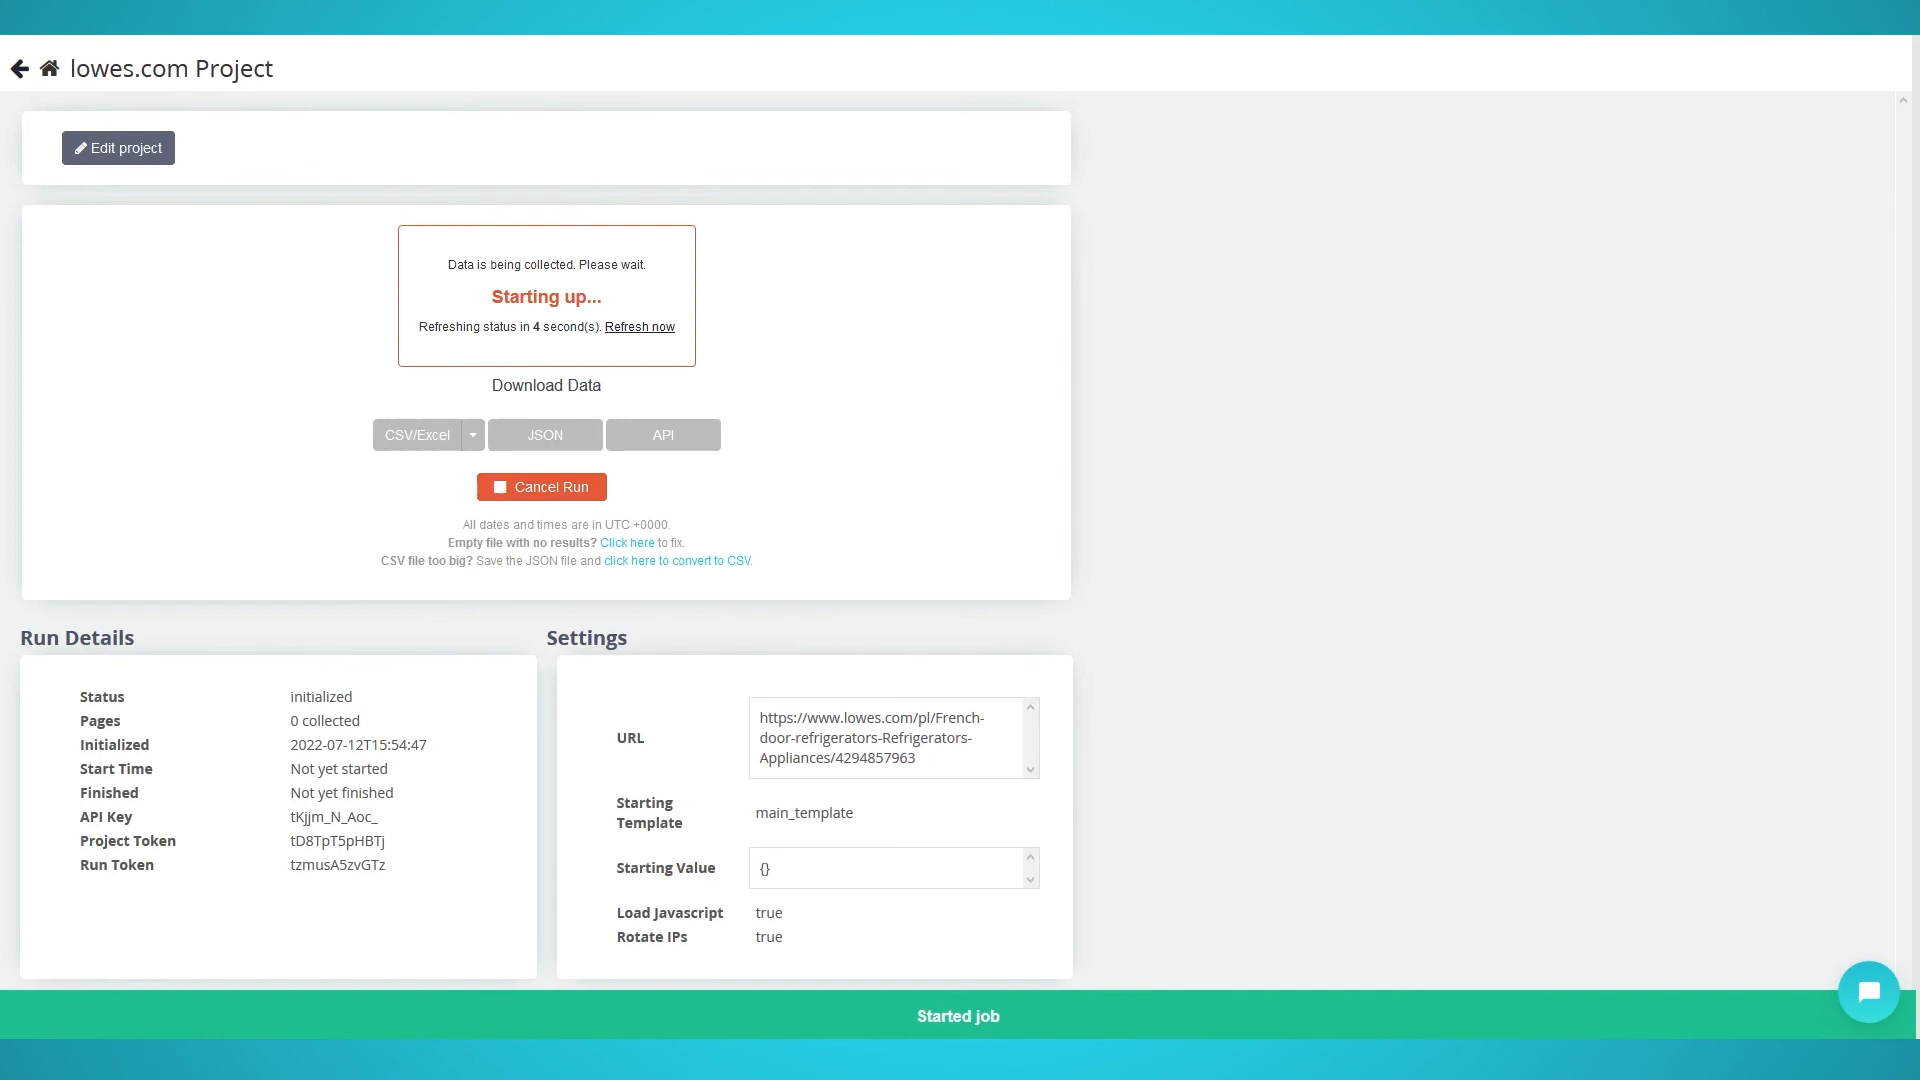 lowes.com Project
Edit project
Data is being collected. Please wait.
Starting up...
Refreshing status in 4 second(s). Refresh now
Download Data
CSV/Excel
JSON
API
Cancel Run
All dates and times are in UTC +0000.
Empty file with no results? Click here to fix.
CSV file too big? Save the JSON file and click here to convert to CSV.
Run Details
Status initialized
Pages 0 collected
Initialized 2022-07-12T15:54:47
Start Time Not yet started
Finished Not yet finished
API Key tKjjm_N_Aoc_
Project Token tD8TpT5pHBTj
Run Token tzmusA5zvGTz
Settings
URL
https://www.lowes.com/pl/French-
door-refrigerators-Refrigerators-
Appliances/4294857963
Starting
Template
main_template
Starting Value {}
Load Javascript true
Rotate IPs true
Started job